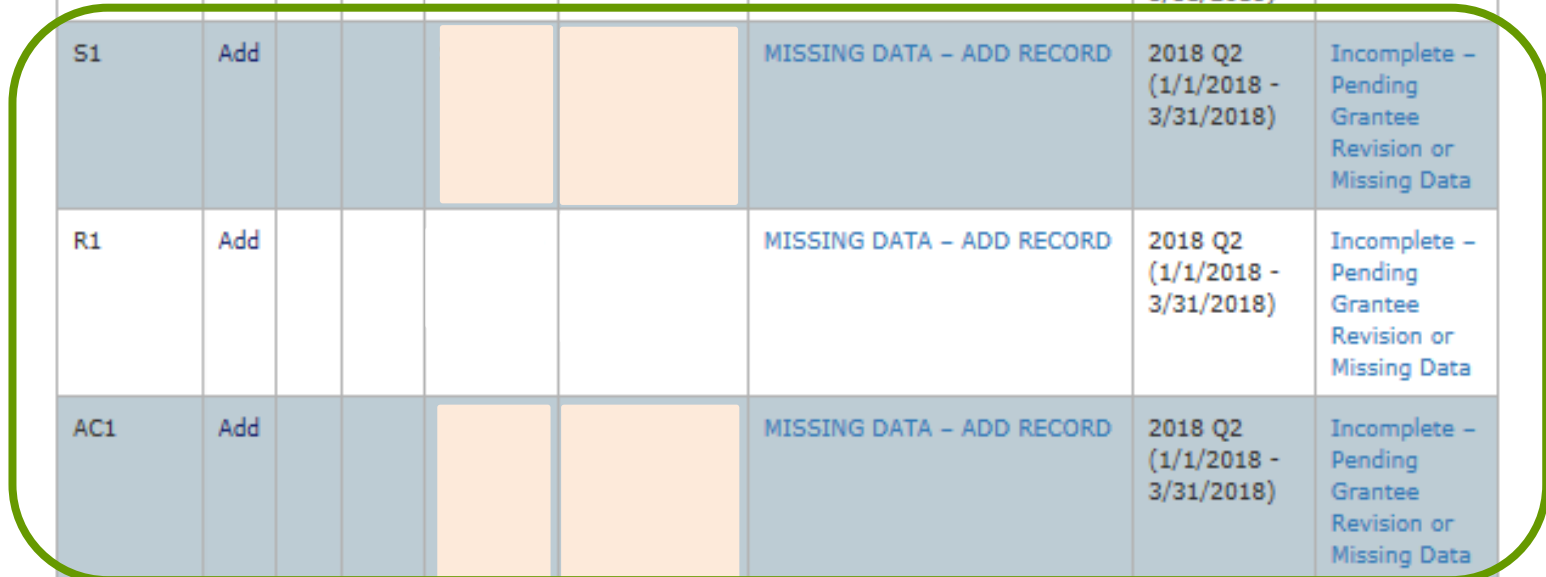 S1 Add MISSING DATA – ADD RECORD 2018 Q2 Incomplete –
(1/1/2018 - Pending
3/31/2018) Grantee
Revision or
Missing Data
R1 Add MISSING DATA – ADD RECORD 2018 Q2 Incomplete –
(1/1/2018 - Pending
3/31/2018) Grantee
Revision or
Missing Data
AC1 Add MISSING DATA – ADD RECORD 2018 Q2 Incomplete –
(1/1/2018 - Pending
3/31/2018) Grantee
Revision or
Missing Data